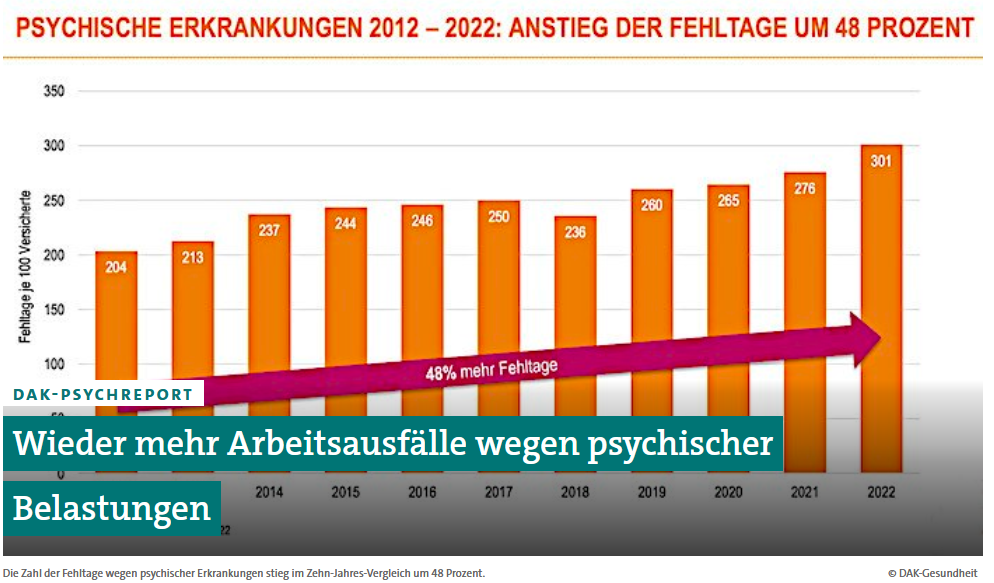 PSYCHISCHE ERKRANKUNGEN 2012 – 2022: ANSTIEG DER FEHLTAGE UM 48 PROZENT
Fehltage je 100 Versicherte
350
300
250
200
150
100
0
204
213
237
244
246
250
236
260
265
276
301
48% mehr Fehltage
2014 2015 2016 2017 2018 2019 2020 2021 2022
DAK-PSYCHREPORT
Wieder mehr Arbeitsausfälle wegen psychischer
Belastungen
22
Die Zahl der Fehltage wegen psychischer Erkrankungen stieg im Zehn-Jahres-Vergleich um 48 Prozent.
© DAK-Gesundheit